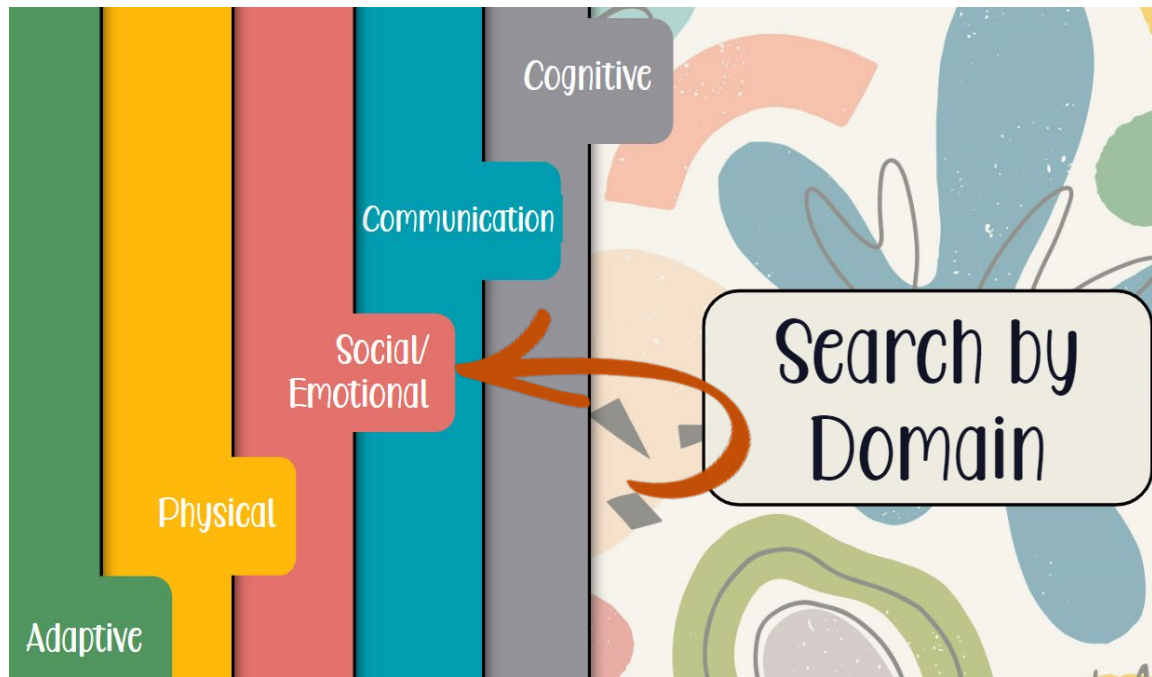 Cognitive
Communication
Social/
Emotional
Physical
Adaptive
Search by
Domain